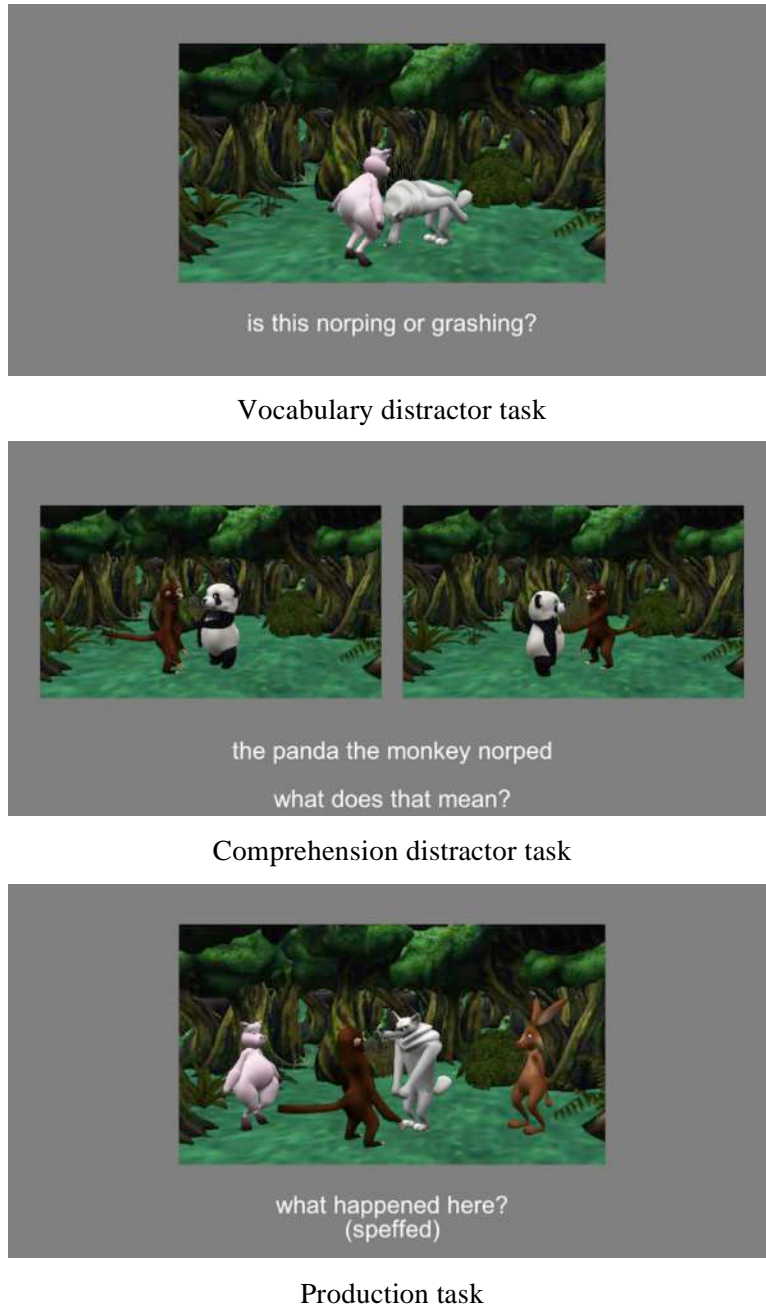 is this norping or grashing?
Vocabulary distractor task
the panda the monkey norped
what does that mean?
Comprehension distractor task
what happened here?
(speffed)
Production task